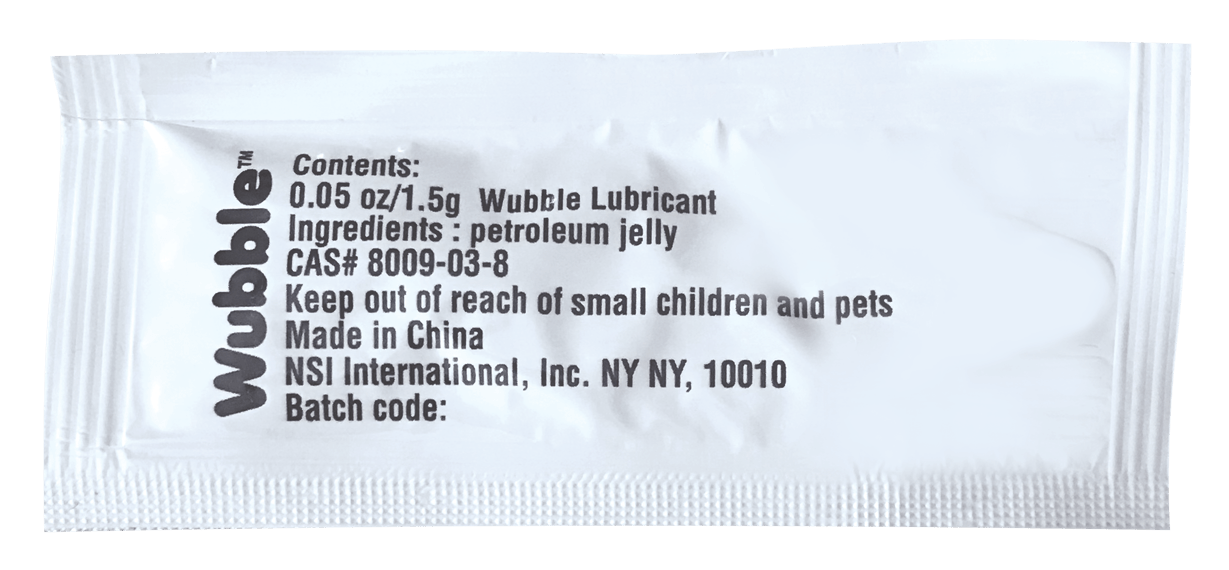 Wubble™
Contents:
0.05 oz/1.5g Wubble Lubricant
Ingredients : petroleum jelly
CAS# 8009-03-8
Keep out of reach of small children and pets
Made in China
NSI International, Inc. NY NY, 10010
Batch code: